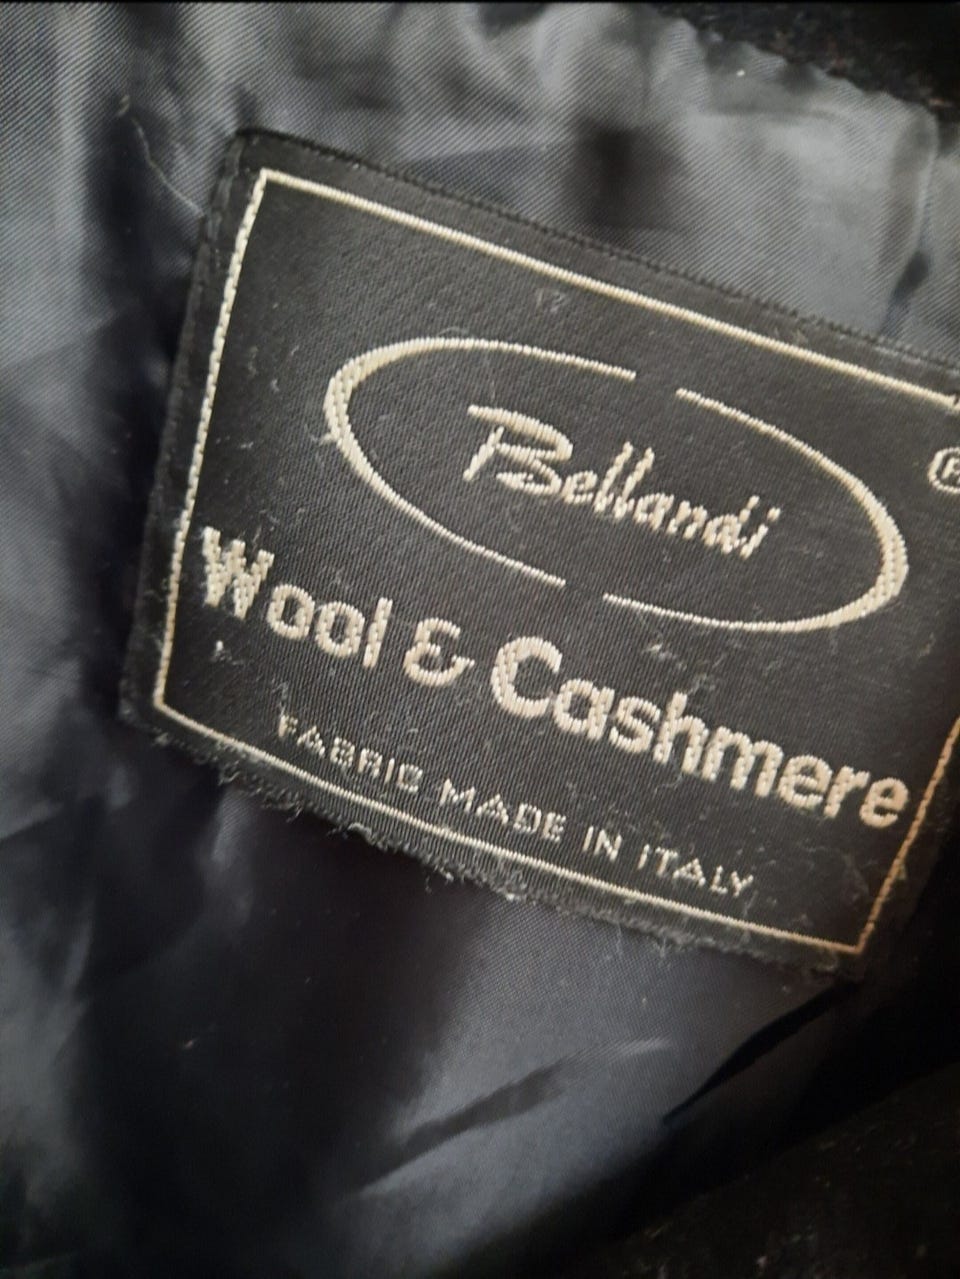 ®
Bellandi
Wool & Cashmere
FABRIC MADE IN ITALY